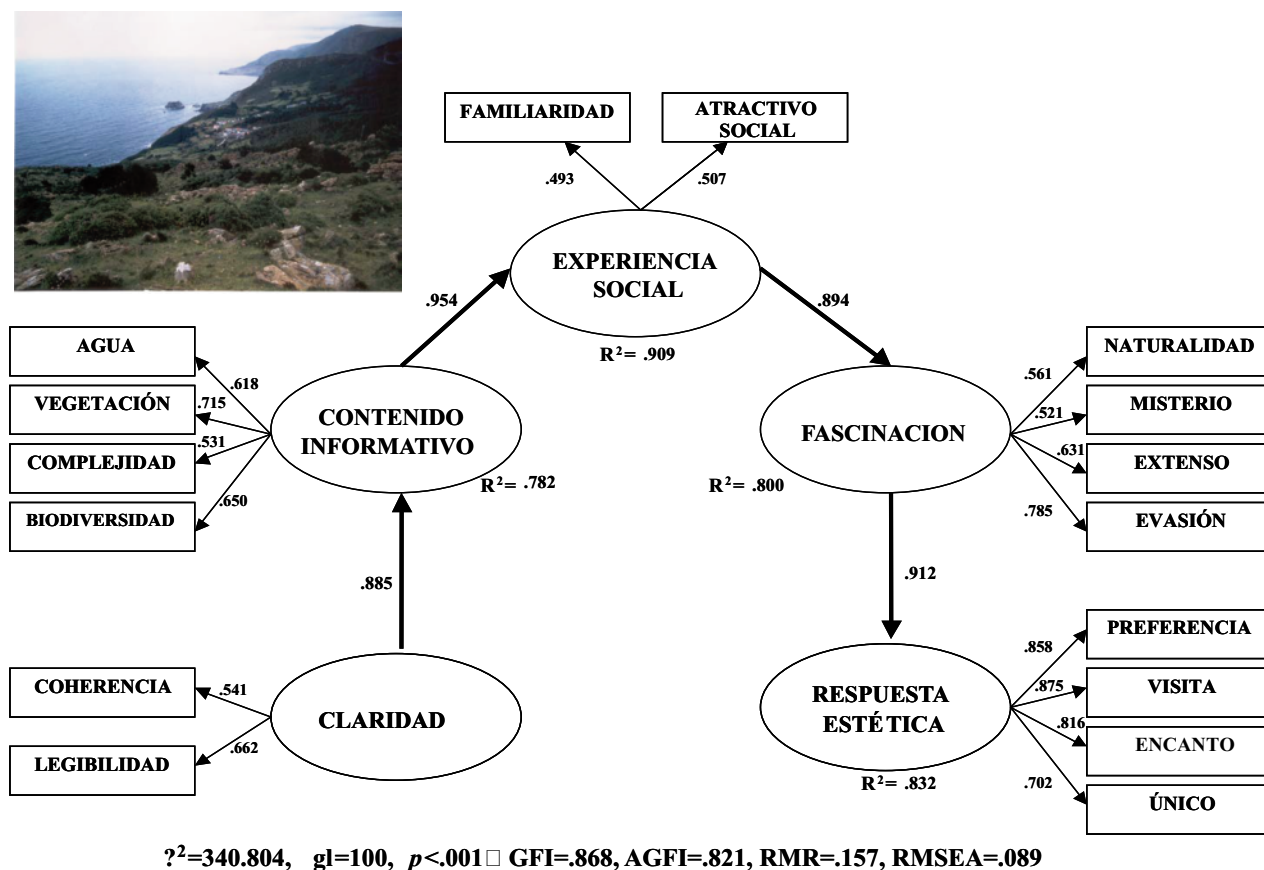 FAMILIARIDAD
ATRACTIVO
SOCIAL
.493
.507
EXPERIENCIA
SOCIAL
.954
.894
R²= .909
AGUA
VEGETACIÓN
COMPLEJIDAD
BIODIVERSIDAD
.618
.715
.531
.650
CONTENIDO
INFORMATIVO
R²= .782
FASCINACION
R²= .800
.561
.521
.631
.785
NATURALIDAD
MISTERIO
EXTENSO
EVASIÓN
.885
.912
COHERENCIA
LEGIBILIDAD
.541
.662
CLARIDAD
RESPUESTA
ESTÉTICA
R²= .832
.858
.875
.816
.702
PREFERENCIA
VISITA
ENCANTO
ÚNICO
?²=340.804, gl=100, p<.001□ GFI=.868, AGFI=.821, RMR=.157, RMSEA=.089